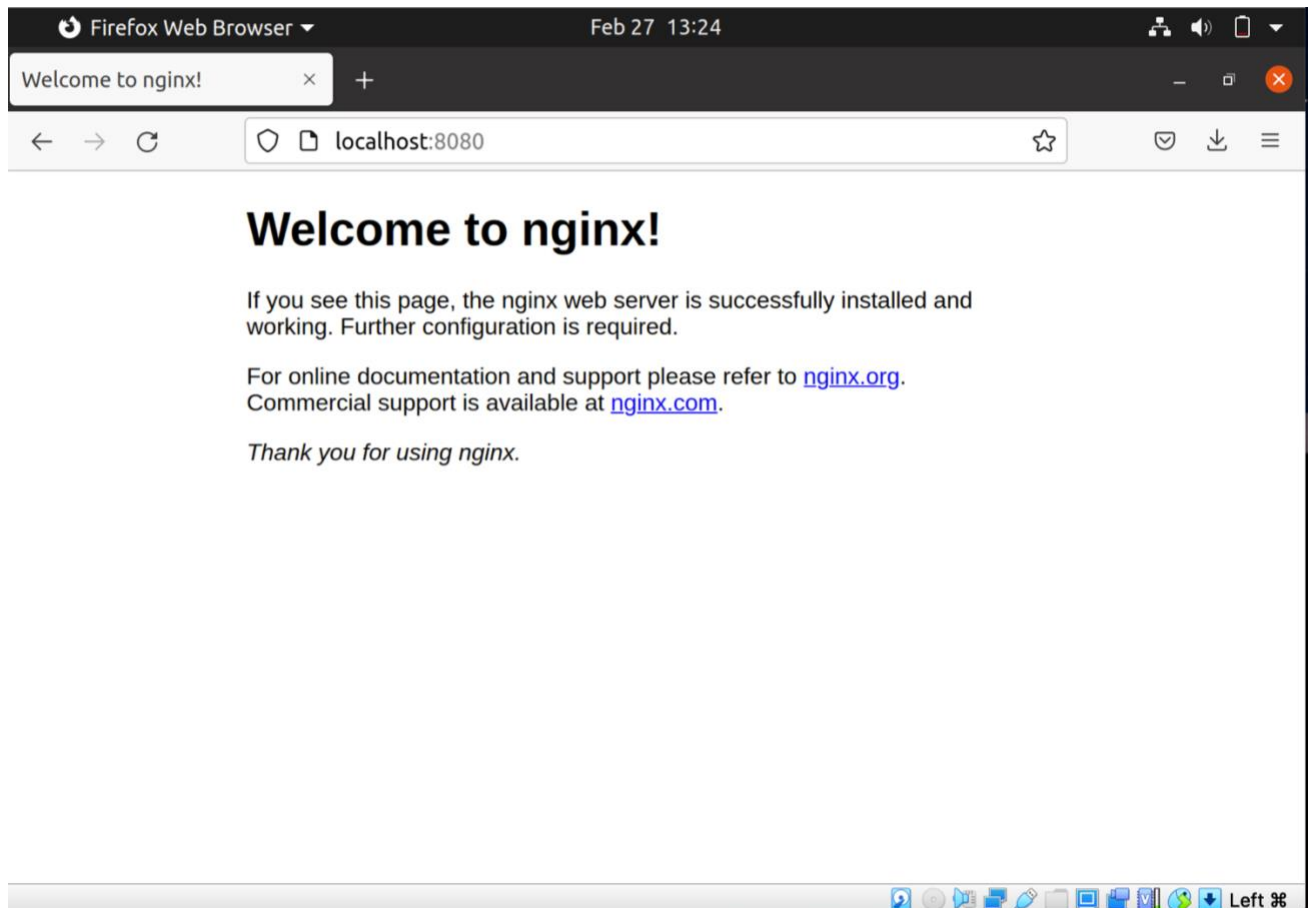 Firefox Web Browser
Feb 27 13:24
Welcome to nginx!
localhost:8080
Welcome to nginx!
If you see this page, the nginx web server is successfully installed and
working. Further configuration is required.
For online documentation and support please refer to nginx.org.
Commercial support is available at nginx.com.
Thank you for using nginx.
Left ⌘